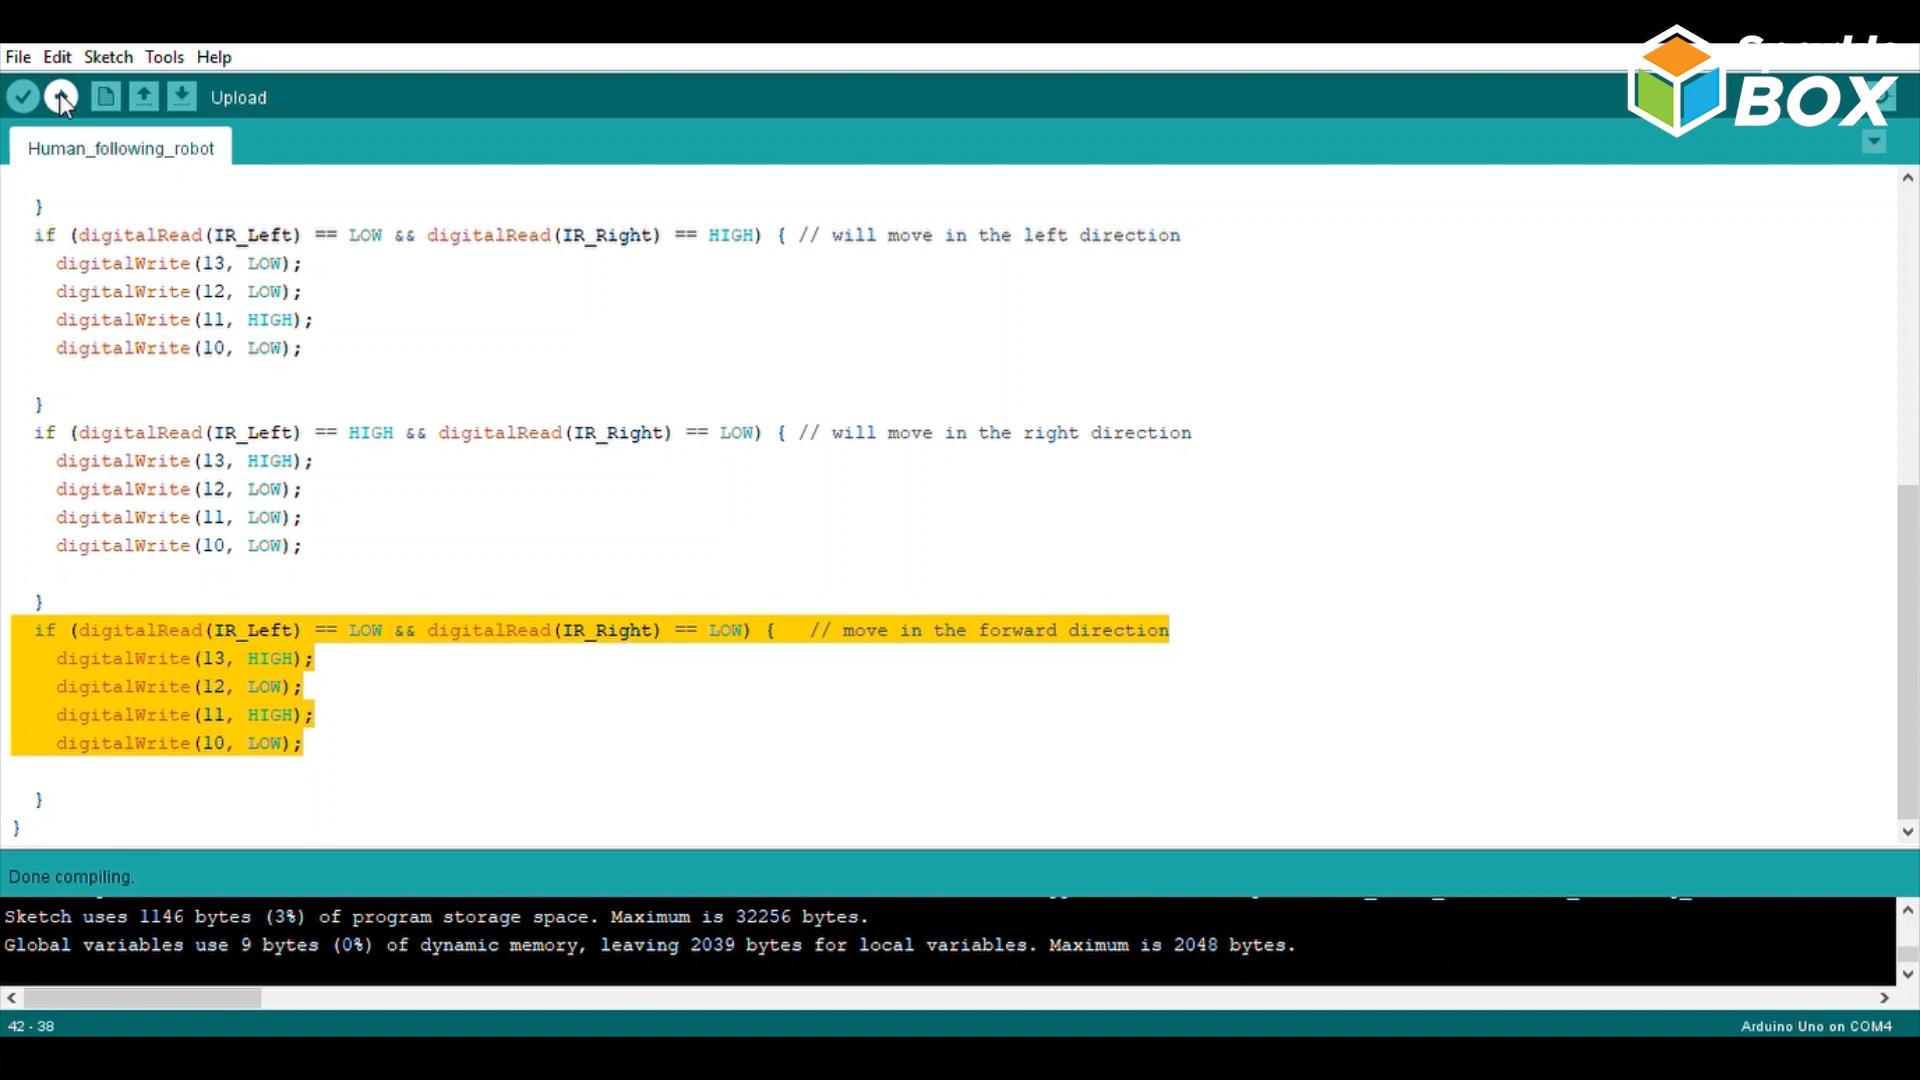 File Edit Sketch Tools Help
Upload
BOX
Human_following_robot
}
if (digitalRead(IR_Left) == LOW && digitalRead(IR_Right) == HIGH) { // will move in the left direction
digitalWrite(13, LOW);
digitalWrite(12, LOW);
digitalWrite(11, HIGH);
digitalWrite(10, LOW);
}
if (digitalRead(IR_Left) == HIGH && digitalRead(IR_Right) == LOW) { // will move in the right direction
digitalWrite(13, HIGH);
digitalWrite(12, LOW);
digitalWrite(11, LOW);
digitalWrite(10, LOW);
}
if (digitalRead(IR_Left) == LOW && digitalRead(IR_Right) == LOW) { // move in the forward direction
digitalWrite(13, HIGH);
digitalWrite(12, LOW);
digitalWrite(11, HIGH);
digitalWrite(10, LOW);
}
}
Done compiling.
Sketch uses 1146 bytes (3%) of program storage space. Maximum is 32256 bytes.
Global variables use 9 bytes (0%) of dynamic memory, leaving 2039 bytes for local variables. Maximum is 2048 bytes.
42 - 38
Arduino Uno on COM4